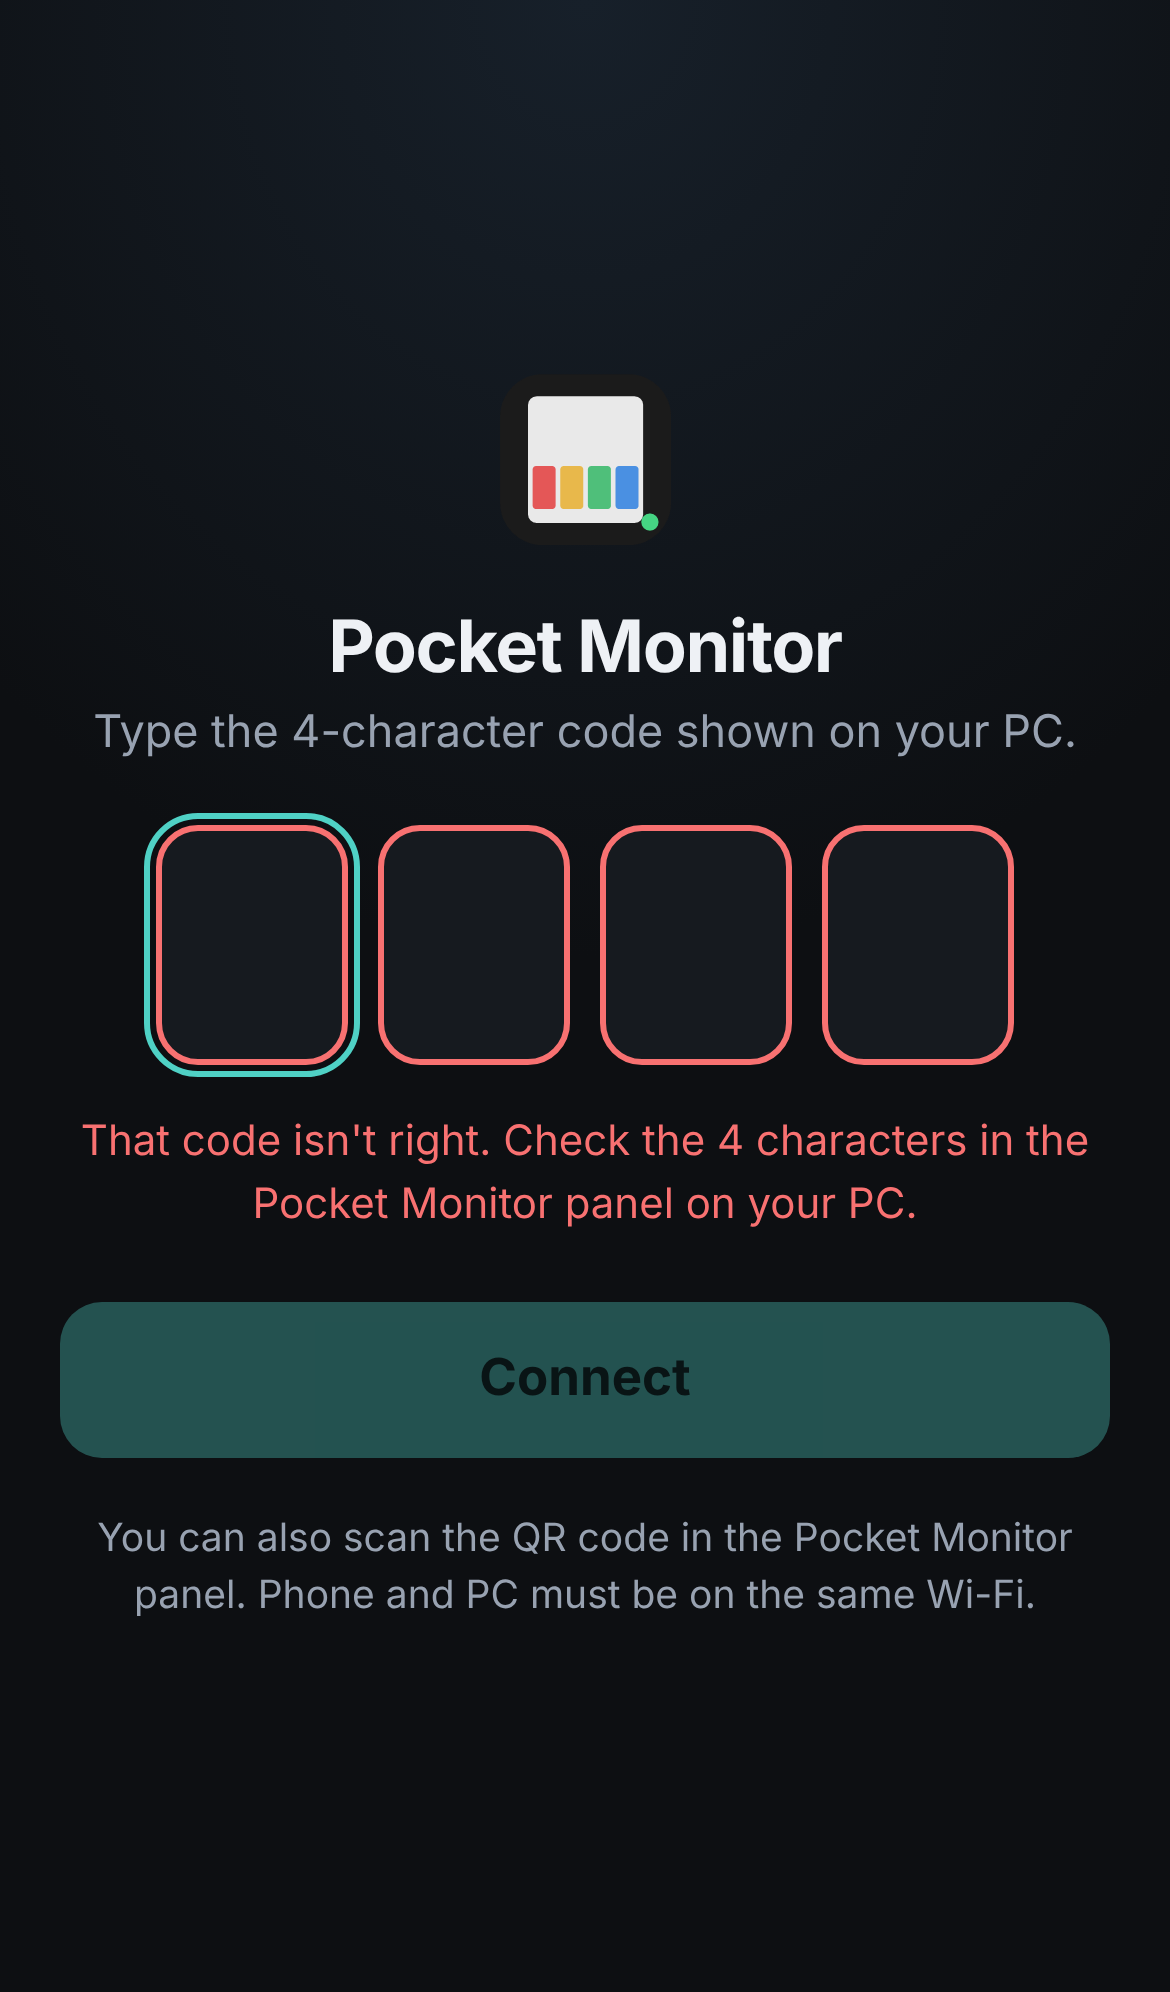 Pocket Monitor
Type the 4-character code shown on your PC.
That code isn't right. Check the 4 characters in the
Pocket Monitor panel on your PC.
Connect
You can also scan the QR code in the Pocket Monitor
panel. Phone and PC must be on the same Wi-Fi.